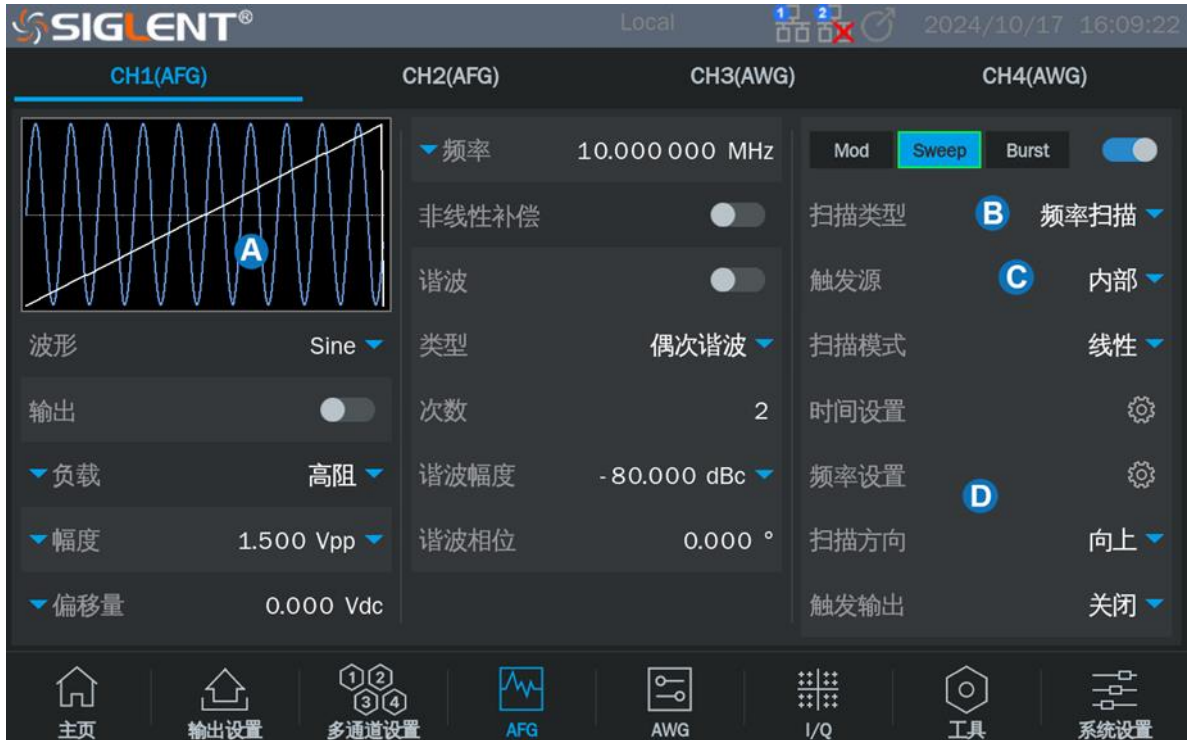 SIGLENT® Local 1 2 2024/10/17 16:09:22
CH1(AFG) CH2(AFG) CH3(AWG) CH4(AWG)
A
波形 Sine
输出
负载 高阻
幅度 1.500 Vpp
偏移量 0.000 Vdc
频率 10.000 000 MHz
非线性补偿
谐波
类型 偶次谐波
次数 2
谐波幅度 -80.000 dBc
谐波相位 0.000 °
Mod Sweep Burst
扫描类型 B 频率扫描
触发源 C 内部
扫描模式 线性
时间设置
频率设置
D
扫描方向 向上
触发输出 关闭
1 2 3 4
主页 输出设置 多通道设置 AFG AWG I/Q 工具 系统设置